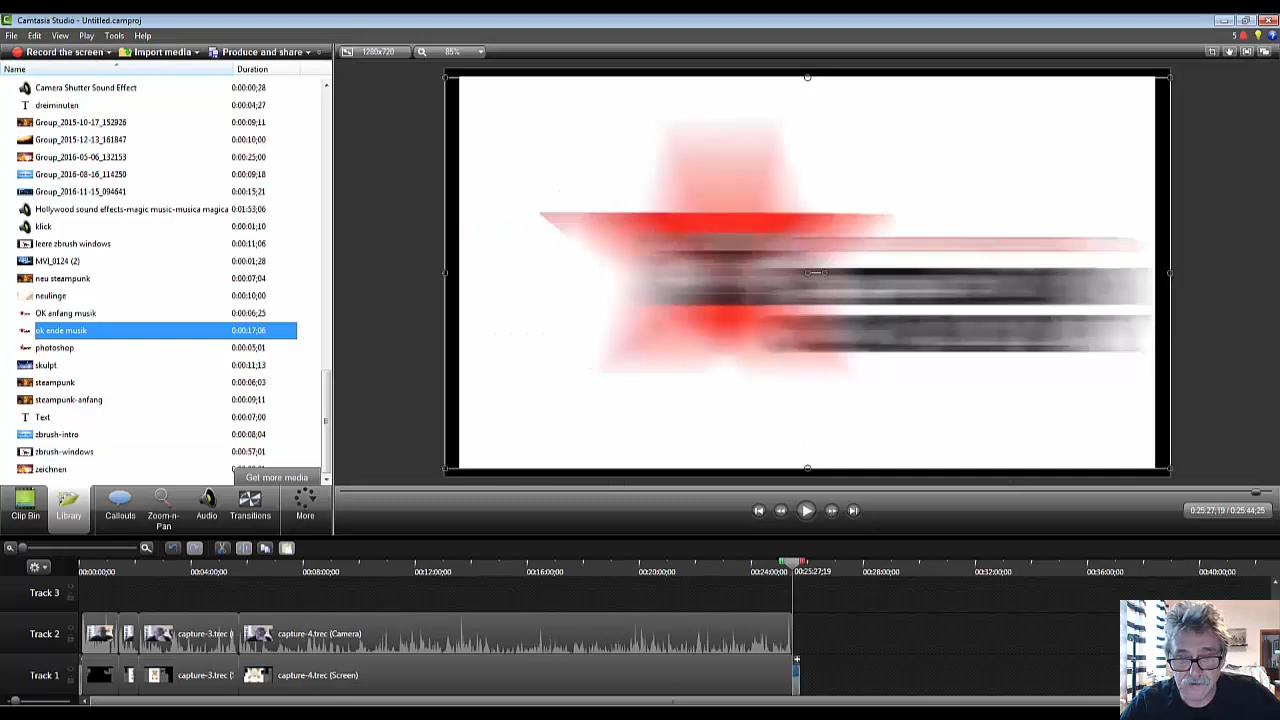 Camtasia Studio - Untitled.camproj
File Edit View Play Tools Help
5
Record the screen Import media Produce and share
1280x720 85%
Name Duration
Camera Shutter Sound Effect 0:00:00;28
dreiminuten 0:00:04;27
Group_2015-10-17_152926 0:00:09;11
Group_2015-12-13_161847 0:00:10;00
Group_2016-05-06_132153 0:00:25;00
Group_2016-08-16_114250 0:00:09;18
Group_2016-11-15_094641 0:00:15;21
Hollywood sound effects-magic music-musica magica 0:01:53;06
klick 0:00:01;10
leere zbrush windows 0:00:11;06
MVI_0124 (2) 0:00:01;28
neu steampunk 0:00:07;04
neulinge 0:00:10;00
OK anfang musik 0:00:06;25
ok ende musik 0:00:17;06
photoshop 0:00:05;01
skulpt 0:00:11;13
steampunk 0:00:06;03
steampunk-anfang 0:00:09;11
T Text 0:00:07;00
zbrush-intro 0:00:08;04
zbrush-windows 0:00:57;01
zeichnen
Get more media
Clip Bin Library Callouts Zoom-n-Pan Audio Transitions More
0:25:27;19 / 0:25:44;25
00:00:00;00 00:04:00;00 00:08:00;00 00:12:00;00 00:16:00;00 00:20:00;00 00:24:00;00 00:25:27;19 00:28:00;00 00:32:00;00 00:36:00;00 00:40:00;00
Track 3
Track 2 capture-3.trec ( capture-4.trec (Camera)
Track 1 capture-3.trec ( capture-4.trec (Screen)